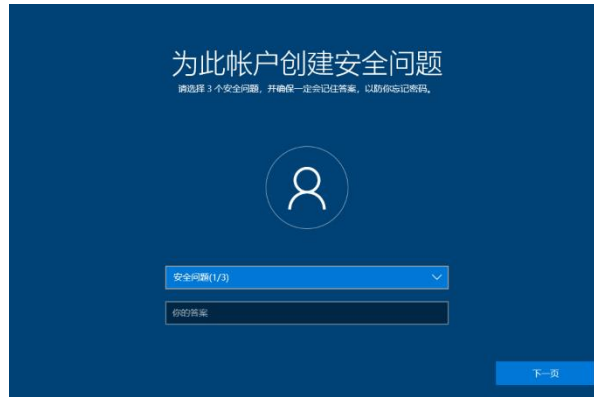 为此帐户创建安全问题
请选择 3 个安全问题，并确保一定会记住答案，以防你忘记密码。
安全问题(1/3)
你的答案
下一页